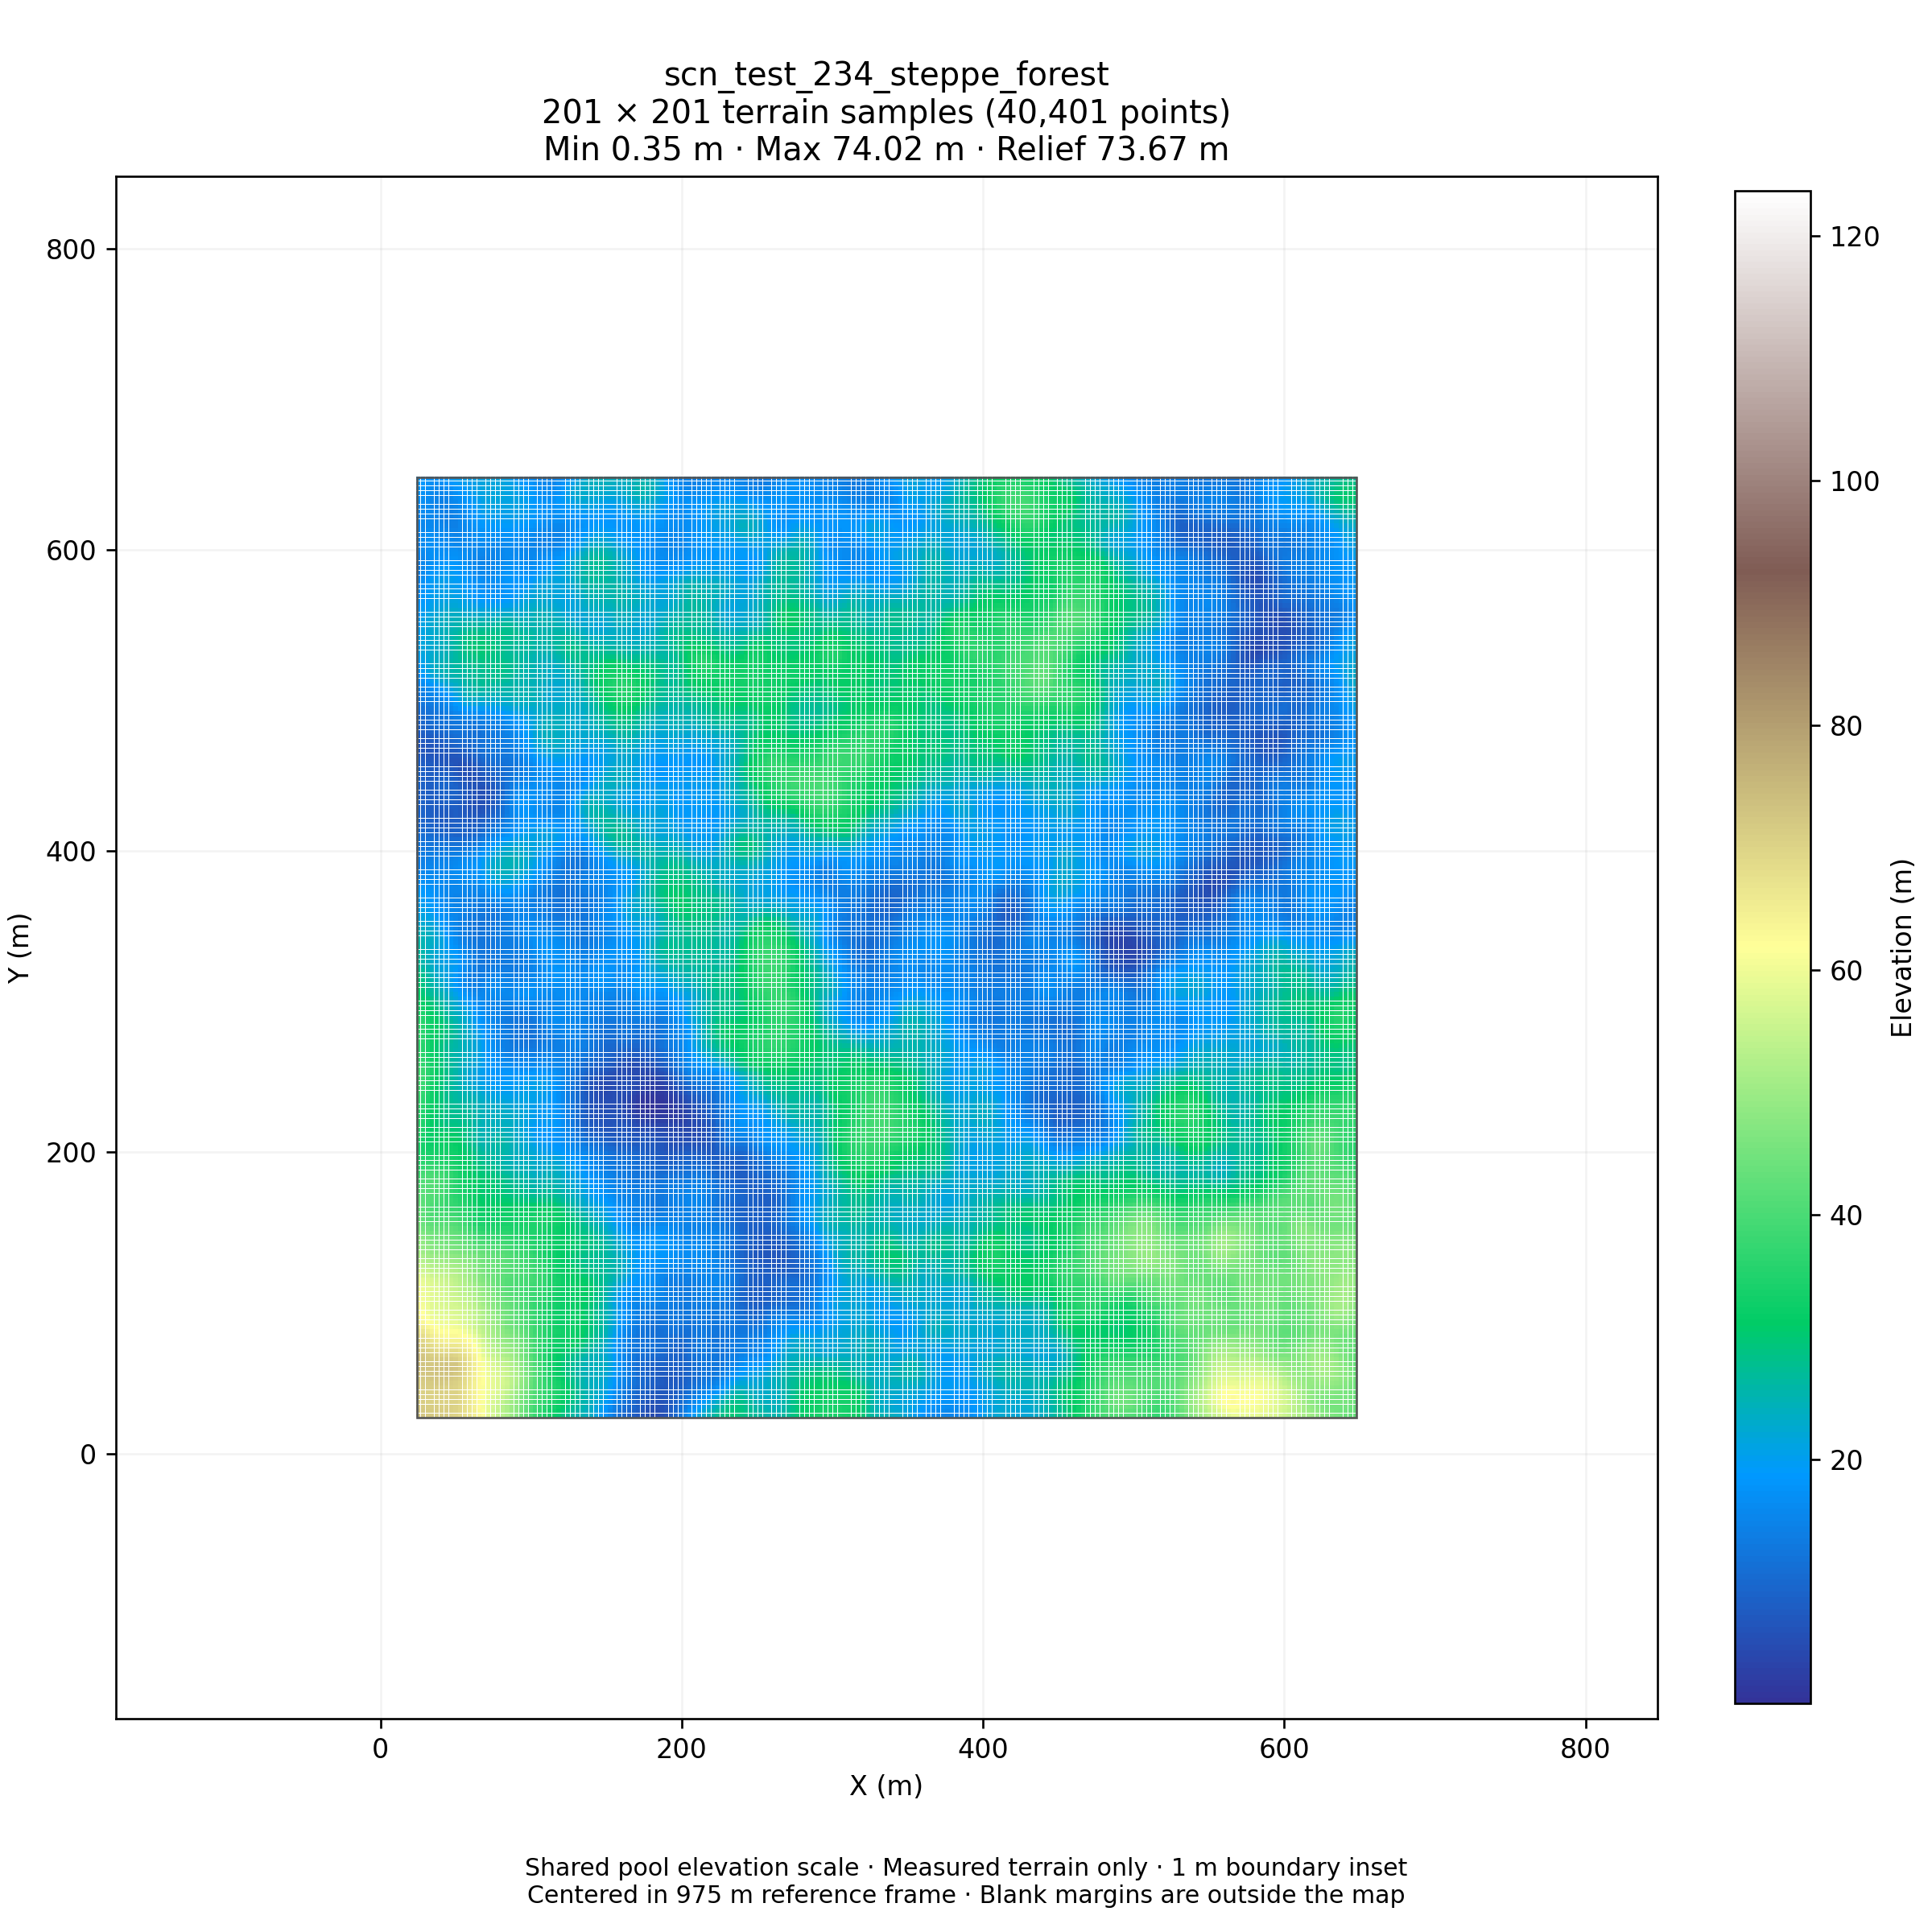 scn_test_234_steppe_forest
201 × 201 terrain samples (40,401 points)
Min 0.35 m · Max 74.02 m · Relief 73.67 m
800
600
400
200
0
Y (m)
0
200
400
600
800
X (m)
120
100
80
60
40
20
Elevation (m)
Shared pool elevation scale · Measured terrain only · 1 m boundary inset
Centered in 975 m reference frame · Blank margins are outside the map